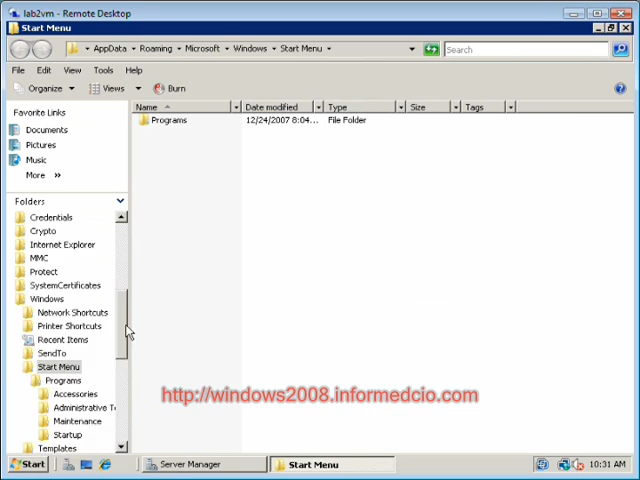 lab2vm - Remote Desktop
Start Menu
AppData Roaming Microsoft Windows Start Menu
Search
File Edit View Tools Help
Organize Views Burn
Favorite Links
Documents
Pictures
Music
More »
Name Date modified Type Size Tags
Programs 12/24/2007 8:04... File Folder
Folders
Credentials
Crypto
Internet Explorer
MMC
Protect
SystemCertificates
Windows
Network Shortcuts
Printer Shortcuts
Recent Items
SendTo
Start Menu
Programs
Accessories
Administrative T
Maintenance
Startup
Templates
http://windows2008.informedcio.com
Start Server Manager Start Menu 10:31 AM